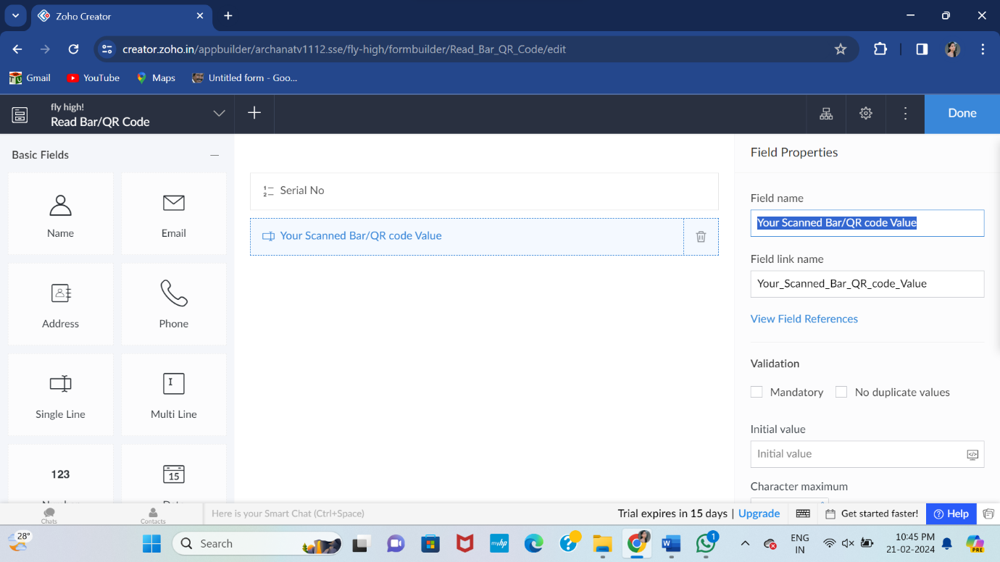 Zoho Creator
creator.zoho.in/appbuilder/archanatv1112.sse/fly-high/formbuilder/Read_Bar_QR_Code/edit
Gmail YouTube Maps Untitled form - Goo...
fly high!
Read Bar/QR Code
Done
Basic Fields
Name Email
Address Phone
Single Line Multi Line
123 15
1 2 Serial No
Your Scanned Bar/QR code Value
Field Properties
Field name
Your Scanned Bar/QR code Value
Field link name
Your_Scanned_Bar_QR_code_Value
View Field References
Validation
Mandatory No duplicate values
Initial value
Initial value
Character maximum
Chats Contacts Here is your Smart Chat (Ctrl+Space) Trial expires in 15 days | Upgrade Get started faster! Help
28° Search myhp 1 ENG
IN 10:45 PM
21-02-2024 PRE